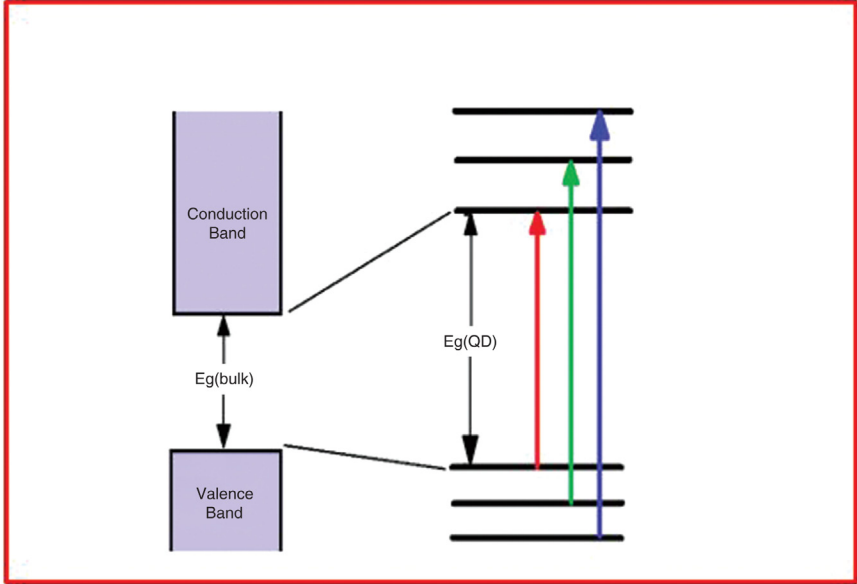 Conduction
Band
Eg(bulk)
Valence
Band
Eg(QD)